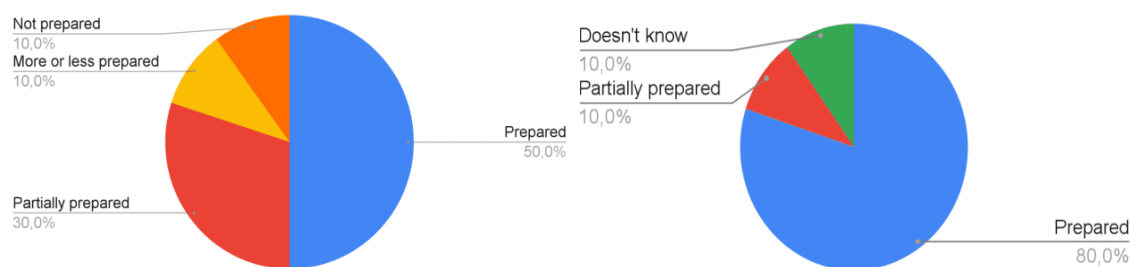 Not prepared
10,0%
More or less prepared
10,0%
Prepared
50,0%
Partially prepared
30,0%
Doesn't know
10,0%
Partially prepared
10,0%
Prepared
80,0%